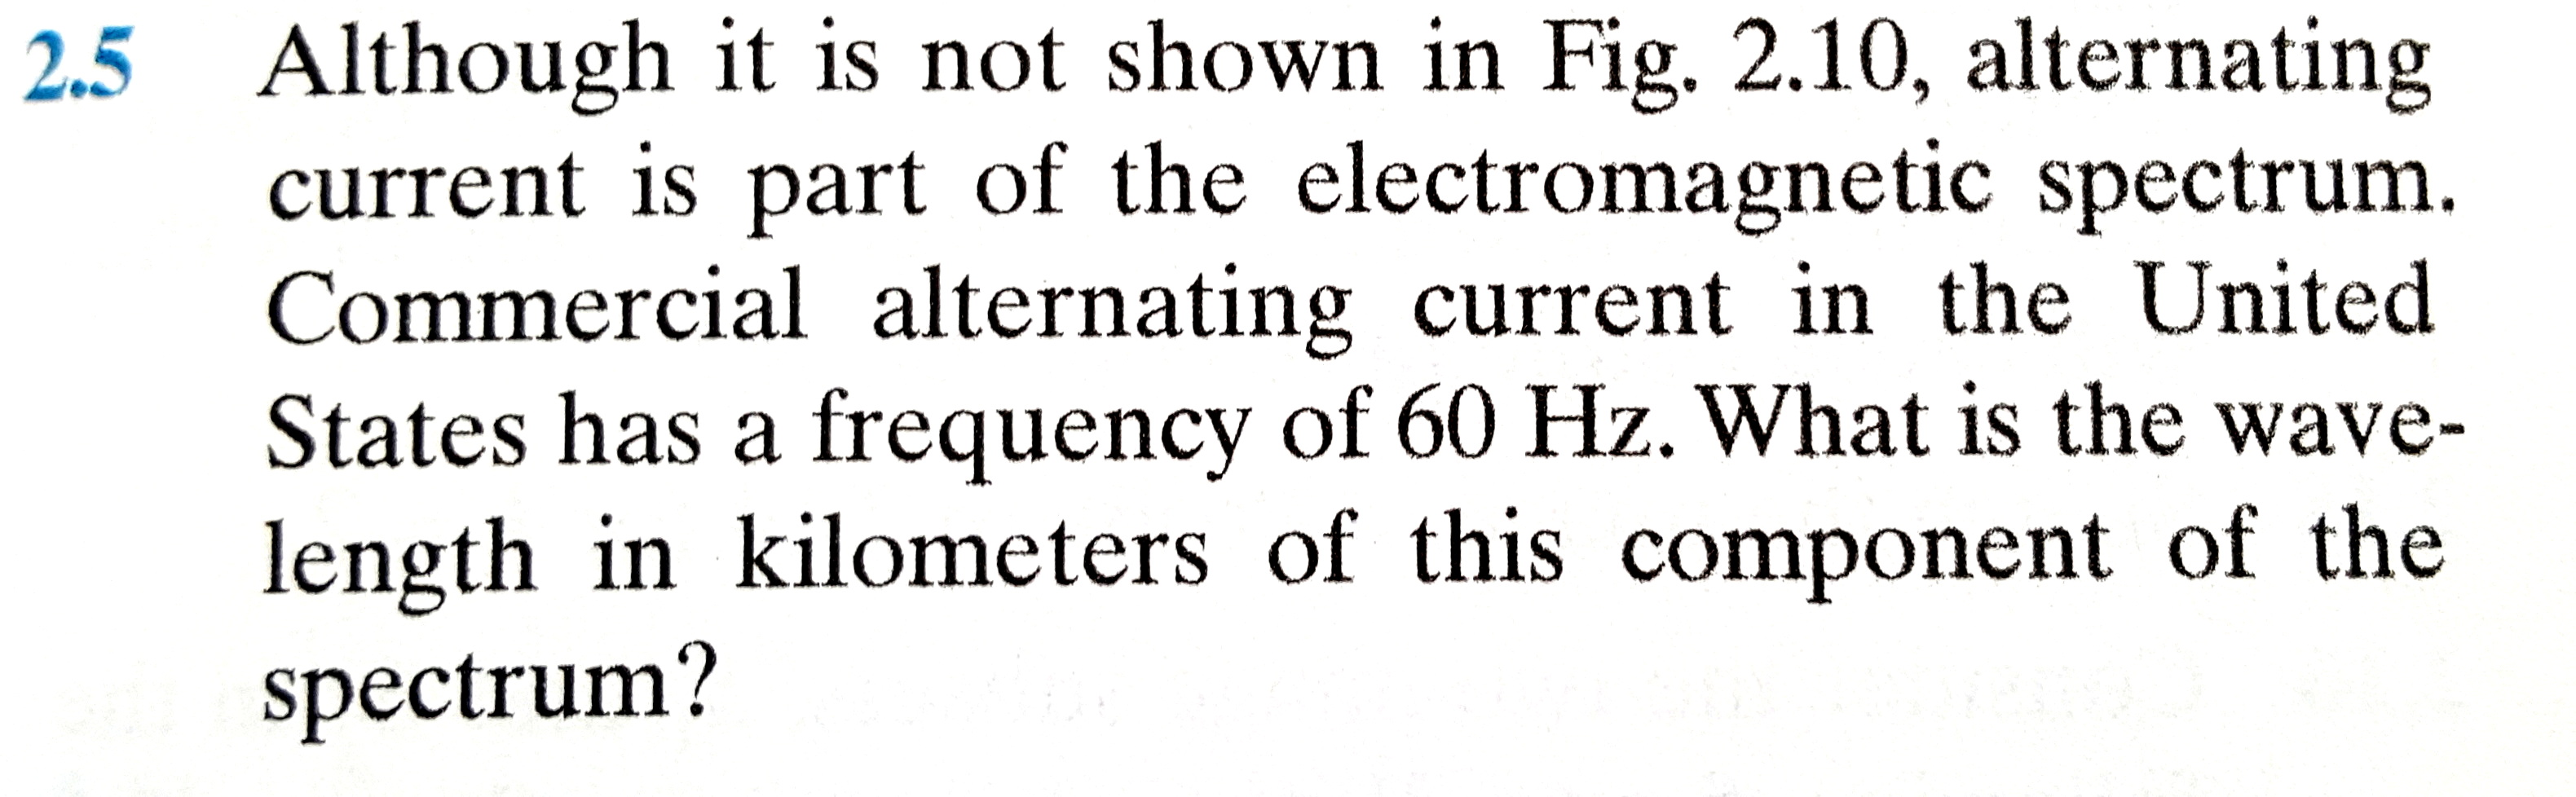 2.5 Although it is not shown in Fig. 2.10, alternating
current is part of the electromagnetic spectrum.
Commercial alternating current in the United
States has a frequency of 60 Hz. What is the wave-
length in kilometers of this component of the
spectrum?